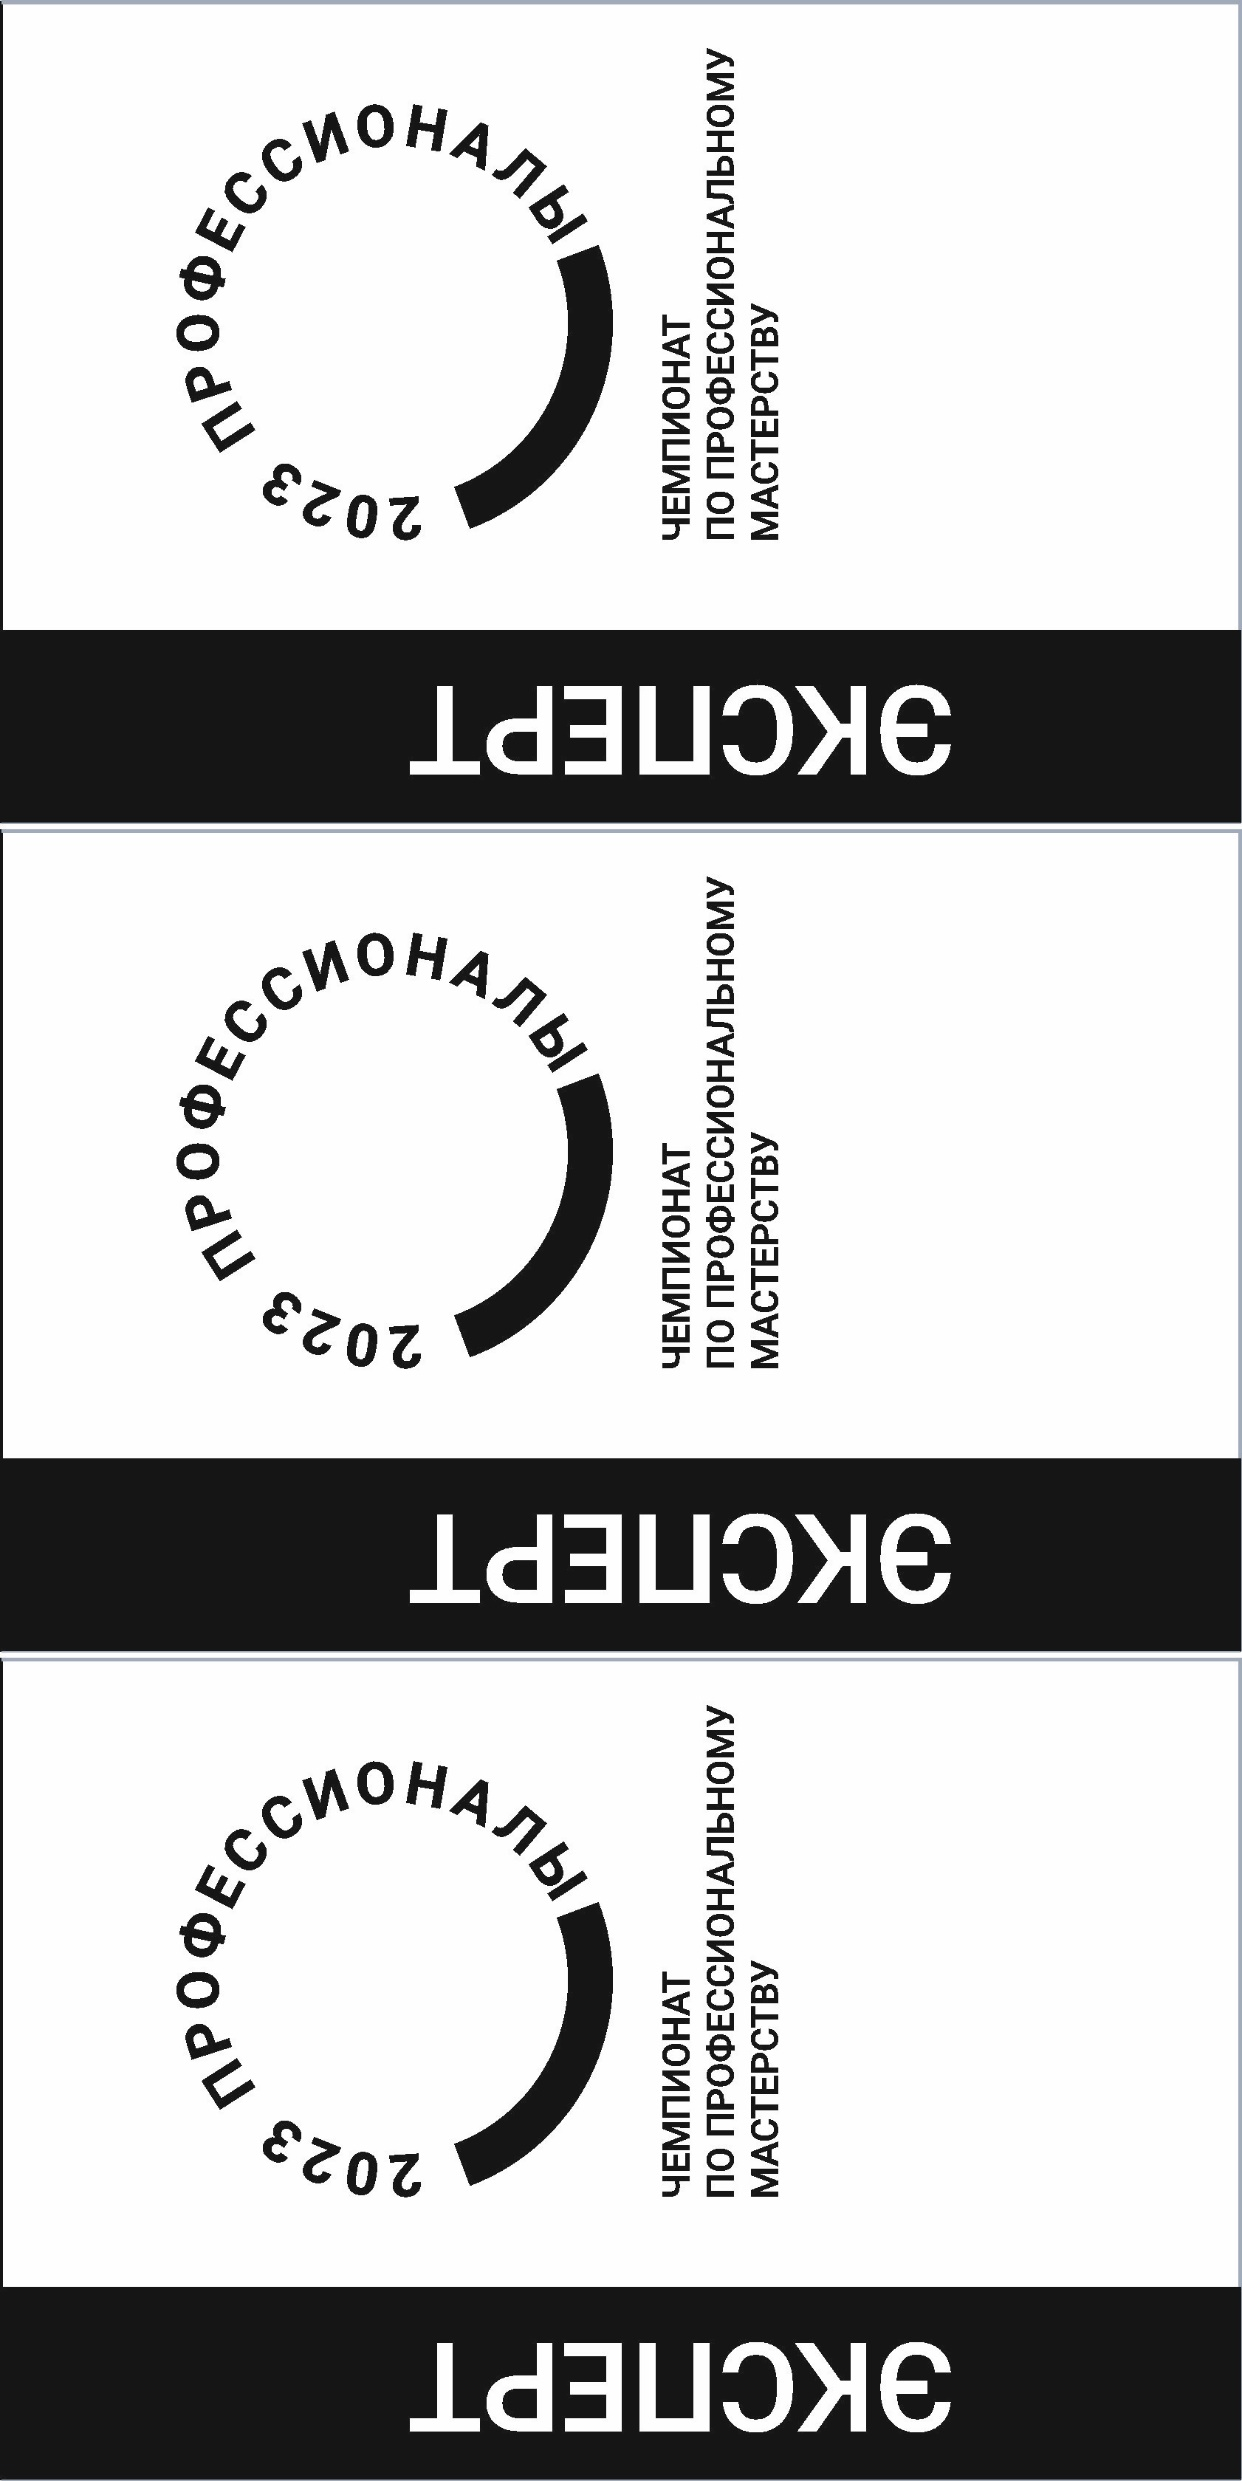 ПРОФЕССИОНАЛЫ
2023
ЧЕМПИОНАТ
ПО ПРОФЕССИОНАЛЬНОМУ
МАСТЕРСТВУ
ЭКСПЕРТ
ПРОФЕССИОНАЛЫ
2023
ЧЕМПИОНАТ
ПО ПРОФЕССИОНАЛЬНОМУ
МАСТЕРСТВУ
ЭКСПЕРТ
ПРОФЕССИОНАЛЫ
2023
ЧЕМПИОНАТ
ПО ПРОФЕССИОНАЛЬНОМУ
МАСТЕРСТВУ
ЭКСПЕРТ